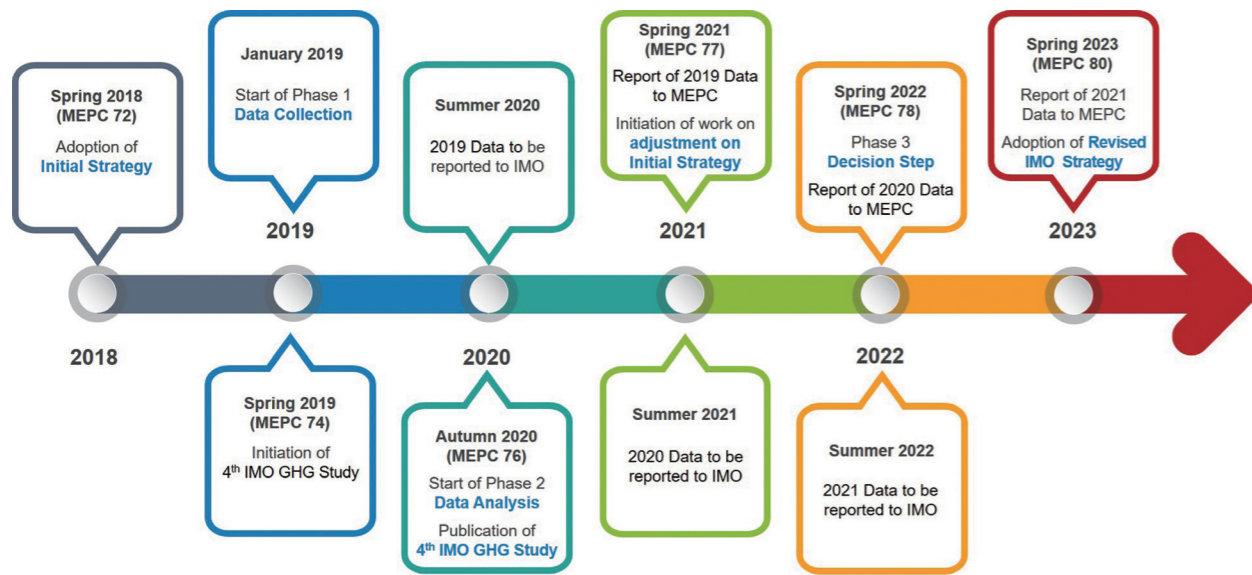 Spring 2018
(MEPC 72)
Adoption of
Initial Strategy
January 2019
Start of Phase 1
Data Collection
Summer 2020
2019 Data to be
reported to IMO
Spring 2021
(MEPC 77)
Report of 2019 Data
to MEPC
Initiation of work on
adjustment on
Initial Strategy
Spring 2022
(MEPC 78)
Phase 3
Decision Step
Report of 2020 Data
to MEPC
Spring 2023
(MEPC 80)
Report of 2021
Data to MEPC
Adoption of Revised
IMO Strategy
2019
2021
2023
2018
2020
2022
Spring 2019
(MEPC 74)
Initiation of
4th IMO GHG Study
Autumn 2020
(MEPC 76)
Start of Phase 2
Data Analysis
Publication of
4th IMO GHG Study
Summer 2021
2020 Data to be
reported to IMO
Summer 2022
2021 Data to be
reported to IMO